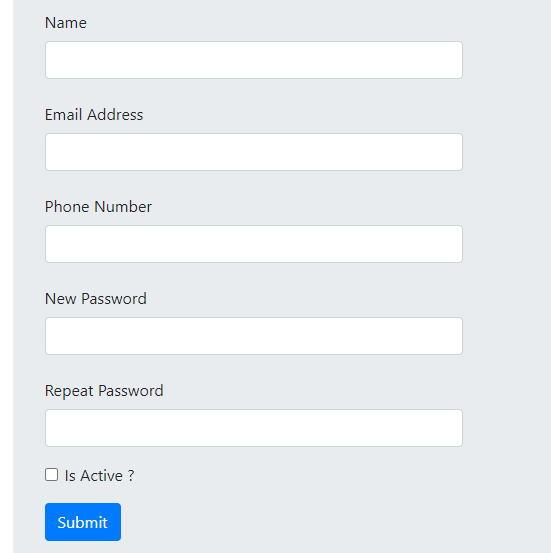 Name
Email Address
Phone Number
New Password
Repeat Password
Is Active ?
Submit